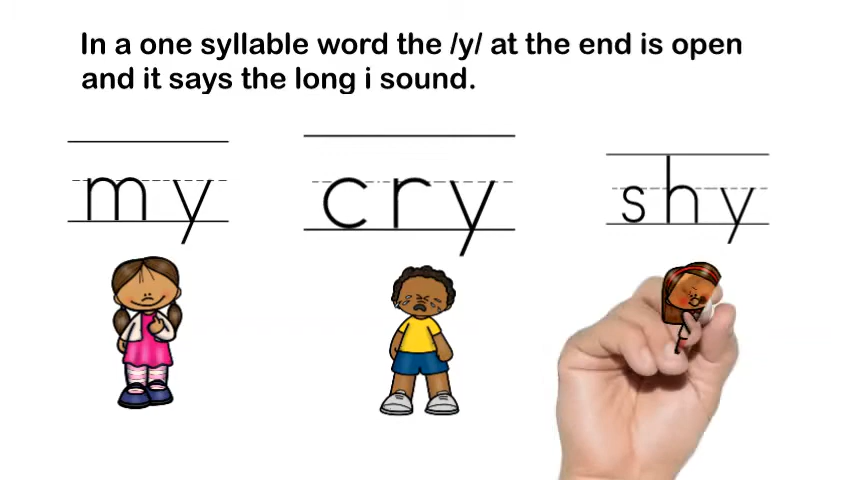 In a one syllable word the /y/ at the end is open
and it says the long i sound.
my cry shy